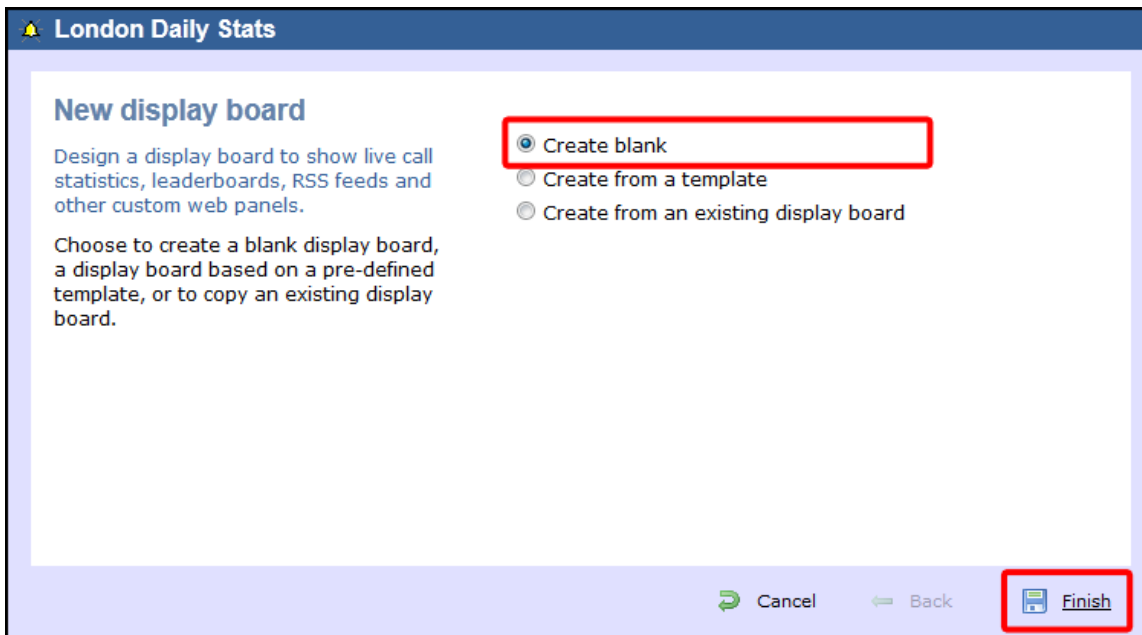 London Daily Stats
New display board
Design a display board to show live call
statistics, leaderboards, RSS feeds and
other custom web panels.
Choose to create a blank display board,
a display board based on a pre-defined
template, or to copy an existing display
board.
Create blank
Create from a template
Create from an existing display board
Cancel
Back
Finish